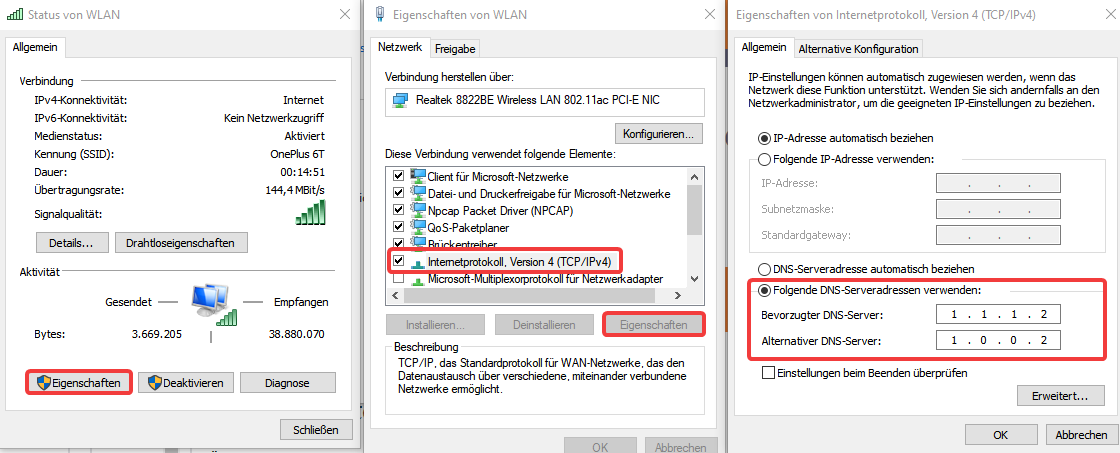 Status von WLAN
Allgemein
Verbindung
IPv4-Konnektivität: Internet
IPv6-Konnektivität: Kein Netzwerkzugriff
Medienstatus: Aktiviert
Kennung (SSID): OnePlus 6T
Dauer: 00:14:51
Übertragungsrate: 144,4 MBit/s
Signalqualität:
Details... Drahtloseigenschaften
Aktivität
Gesendet Empfangen
Bytes: 3.669.205 38.880.070
Eigenschaften Deaktivieren Diagnose
Schließen
Eigenschaften von WLAN
Netzwerk Freigabe
Verbindung herstellen über:
Realtek 8822BE Wireless LAN 802.11ac PCI-E NIC
Konfigurieren...
Diese Verbindung verwendet folgende Elemente:
Client für Microsoft-Netzwerke
Datei- und Druckerfreigabe für Microsoft-Netzwerke
Npcap Packet Driver (NPCAP)
QoS-Paketplaner
Brückentreiber
Internetprotokoll, Version 4 (TCP/IPv4)
Microsoft-Multiplexorprotokoll für Netzwerkadapter
Installieren... Deinstallieren Eigenschaften
Beschreibung
TCP/IP, das Standardprotokoll für WAN-Netzwerke, das den
Datenaustausch über verschiedene, miteinander verbundene
Netzwerke ermöglicht.
OK Abbrechen
Eigenschaften von Internetprotokoll, Version 4 (TCP/IPv4)
Allgemein Alternative Konfiguration
IP-Einstellungen können automatisch zugewiesen werden, wenn das
Netzwerk diese Funktion unterstützt. Wenden Sie sich andernfalls an den
Netzwerkadministrator, um die geeigneten IP-Einstellungen zu beziehen.
IP-Adresse automatisch beziehen
Folgende IP-Adresse verwenden:
IP-Adresse: . . .
Subnetzmaske: . . .
Standardgateway: . . .
DNS-Serveradresse automatisch beziehen
Folgende DNS-Serveradressen verwenden:
Bevorzugter DNS-Server: 1 . 1 . 1 . 2
Alternativer DNS-Server: 1 . 0 . 0 . 2
Einstellungen beim Beenden überprüfen
Erweitert...
OK Abbrechen